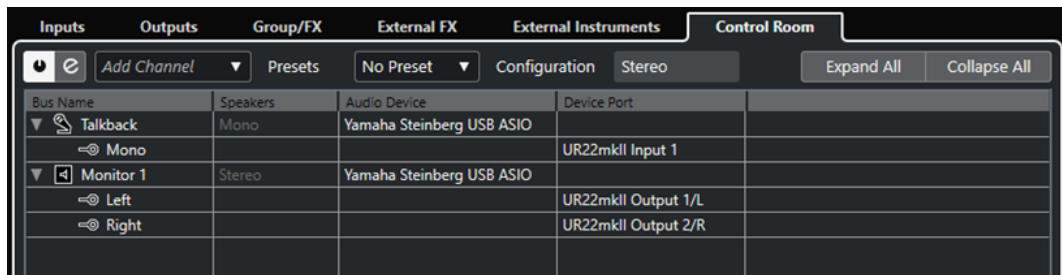 Inputs Outputs Group/FX External FX External Instruments Control Room
Add Channel Presets No Preset Configuration Stereo Expand All Collapse All
Bus Name Speakers Audio Device Device Port
Talkback Mono Yamaha Steinberg USB ASIO
Mono UR22mkII Input 1
Monitor 1 Stereo Yamaha Steinberg USB ASIO
Left UR22mkII Output 1/L
Right UR22mkII Output 2/R